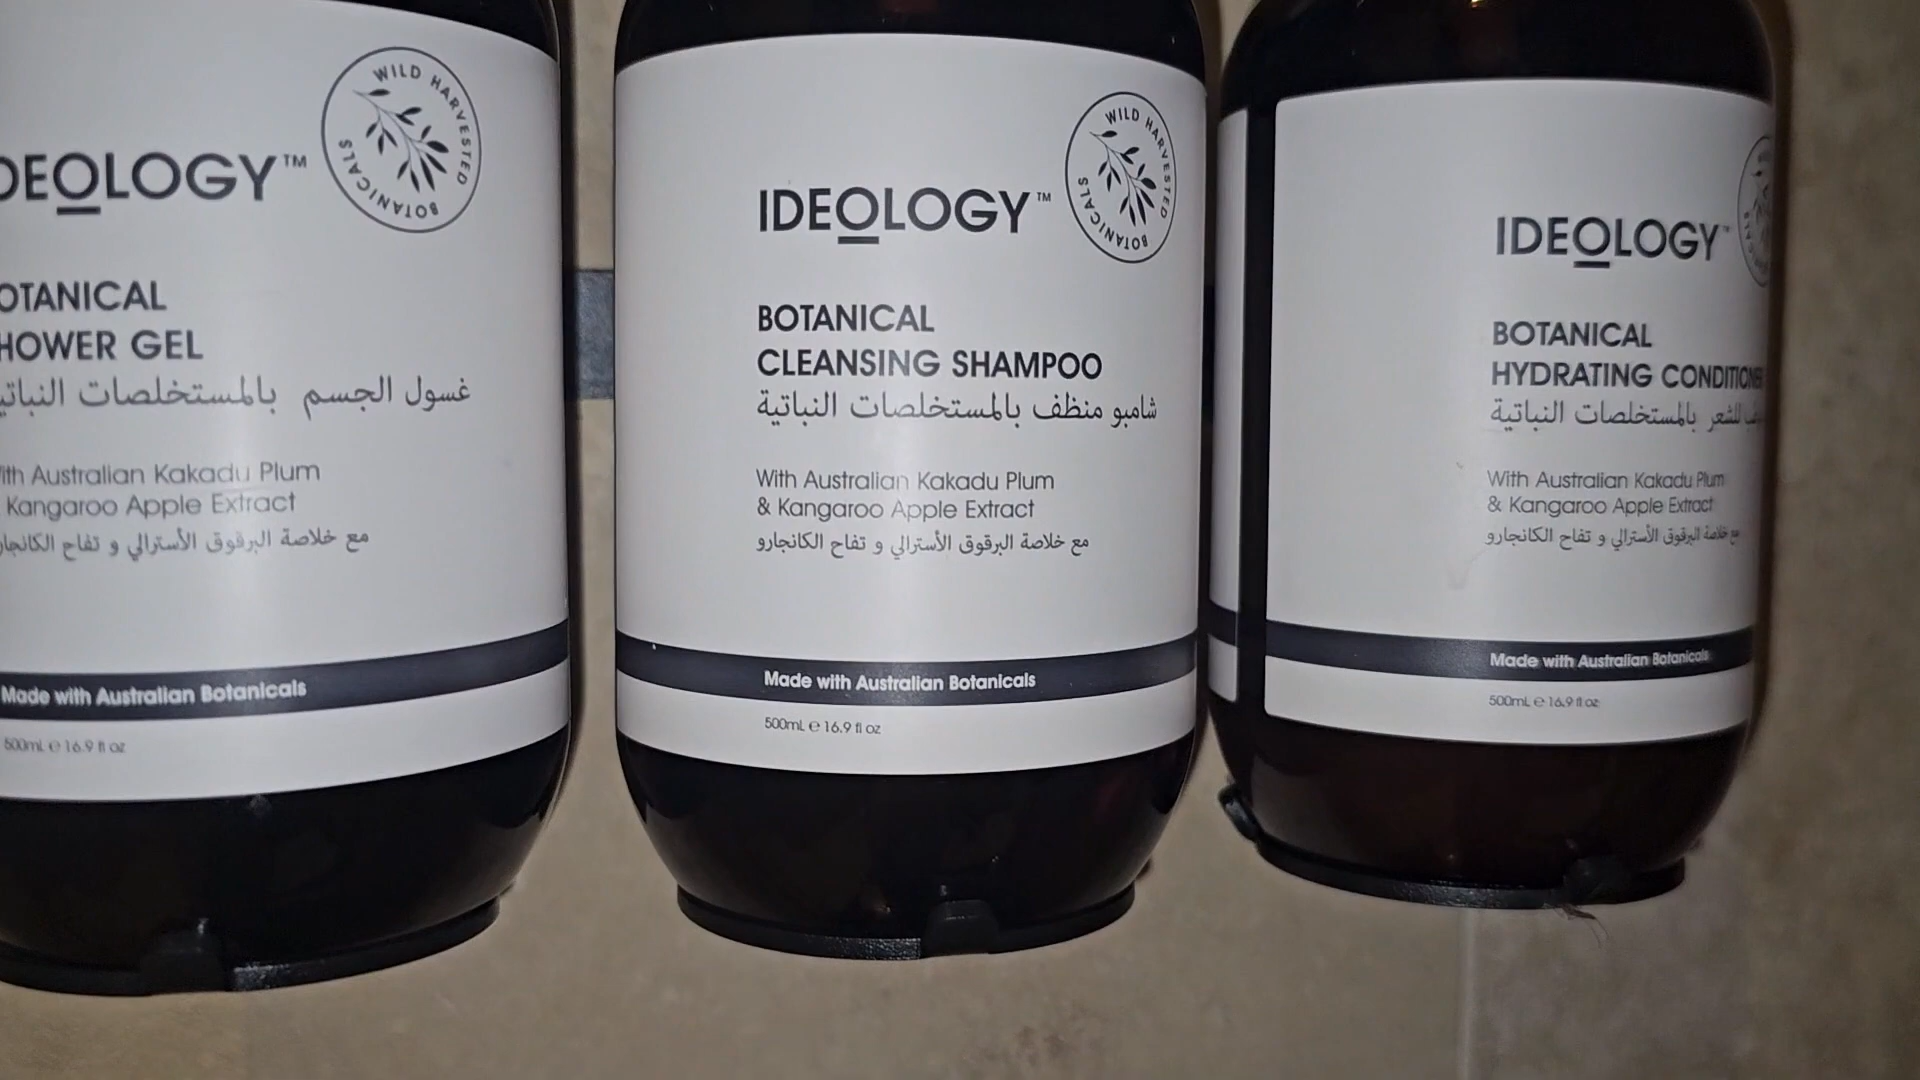 DEOLOGY™
WILD HARVESTED BOTANICALS
OTANICAL
HOWER GEL
غسول الجسم بالمستخلصات
Australian Kakadu Plum
Kangaroo Apple Extract
مع خلاصة البرقوق الأسترالي و تفاح
Made with Australian Botanicals
500mL e 16.9 fl oz
IDEOLOGY™
WILD HARVESTED BOTANICALS
BOTANICAL
CLEANSING SHAMPOO
شامبو منظف بالمستخلصات النباتية
With Australian Kakadu Plum
& Kangaroo Apple Extract
مع خلاصة البرقوق الأسترالي و تفاح الكانجارو
Made with Australian Botanicals
500mL e 16.9 fl oz
IDEOLOGY™
BOTANICAL
HYDRATING CONDITIONER
للشعر بالمستخلصات النباتية
With Australian Kakadu Plum
& Kangaroo Apple Extract
مع خلاصة البرقوق الأسترالي و تفاح الكانجارو
Made with Australian Botanicals
500mL e 16.9 fl oz